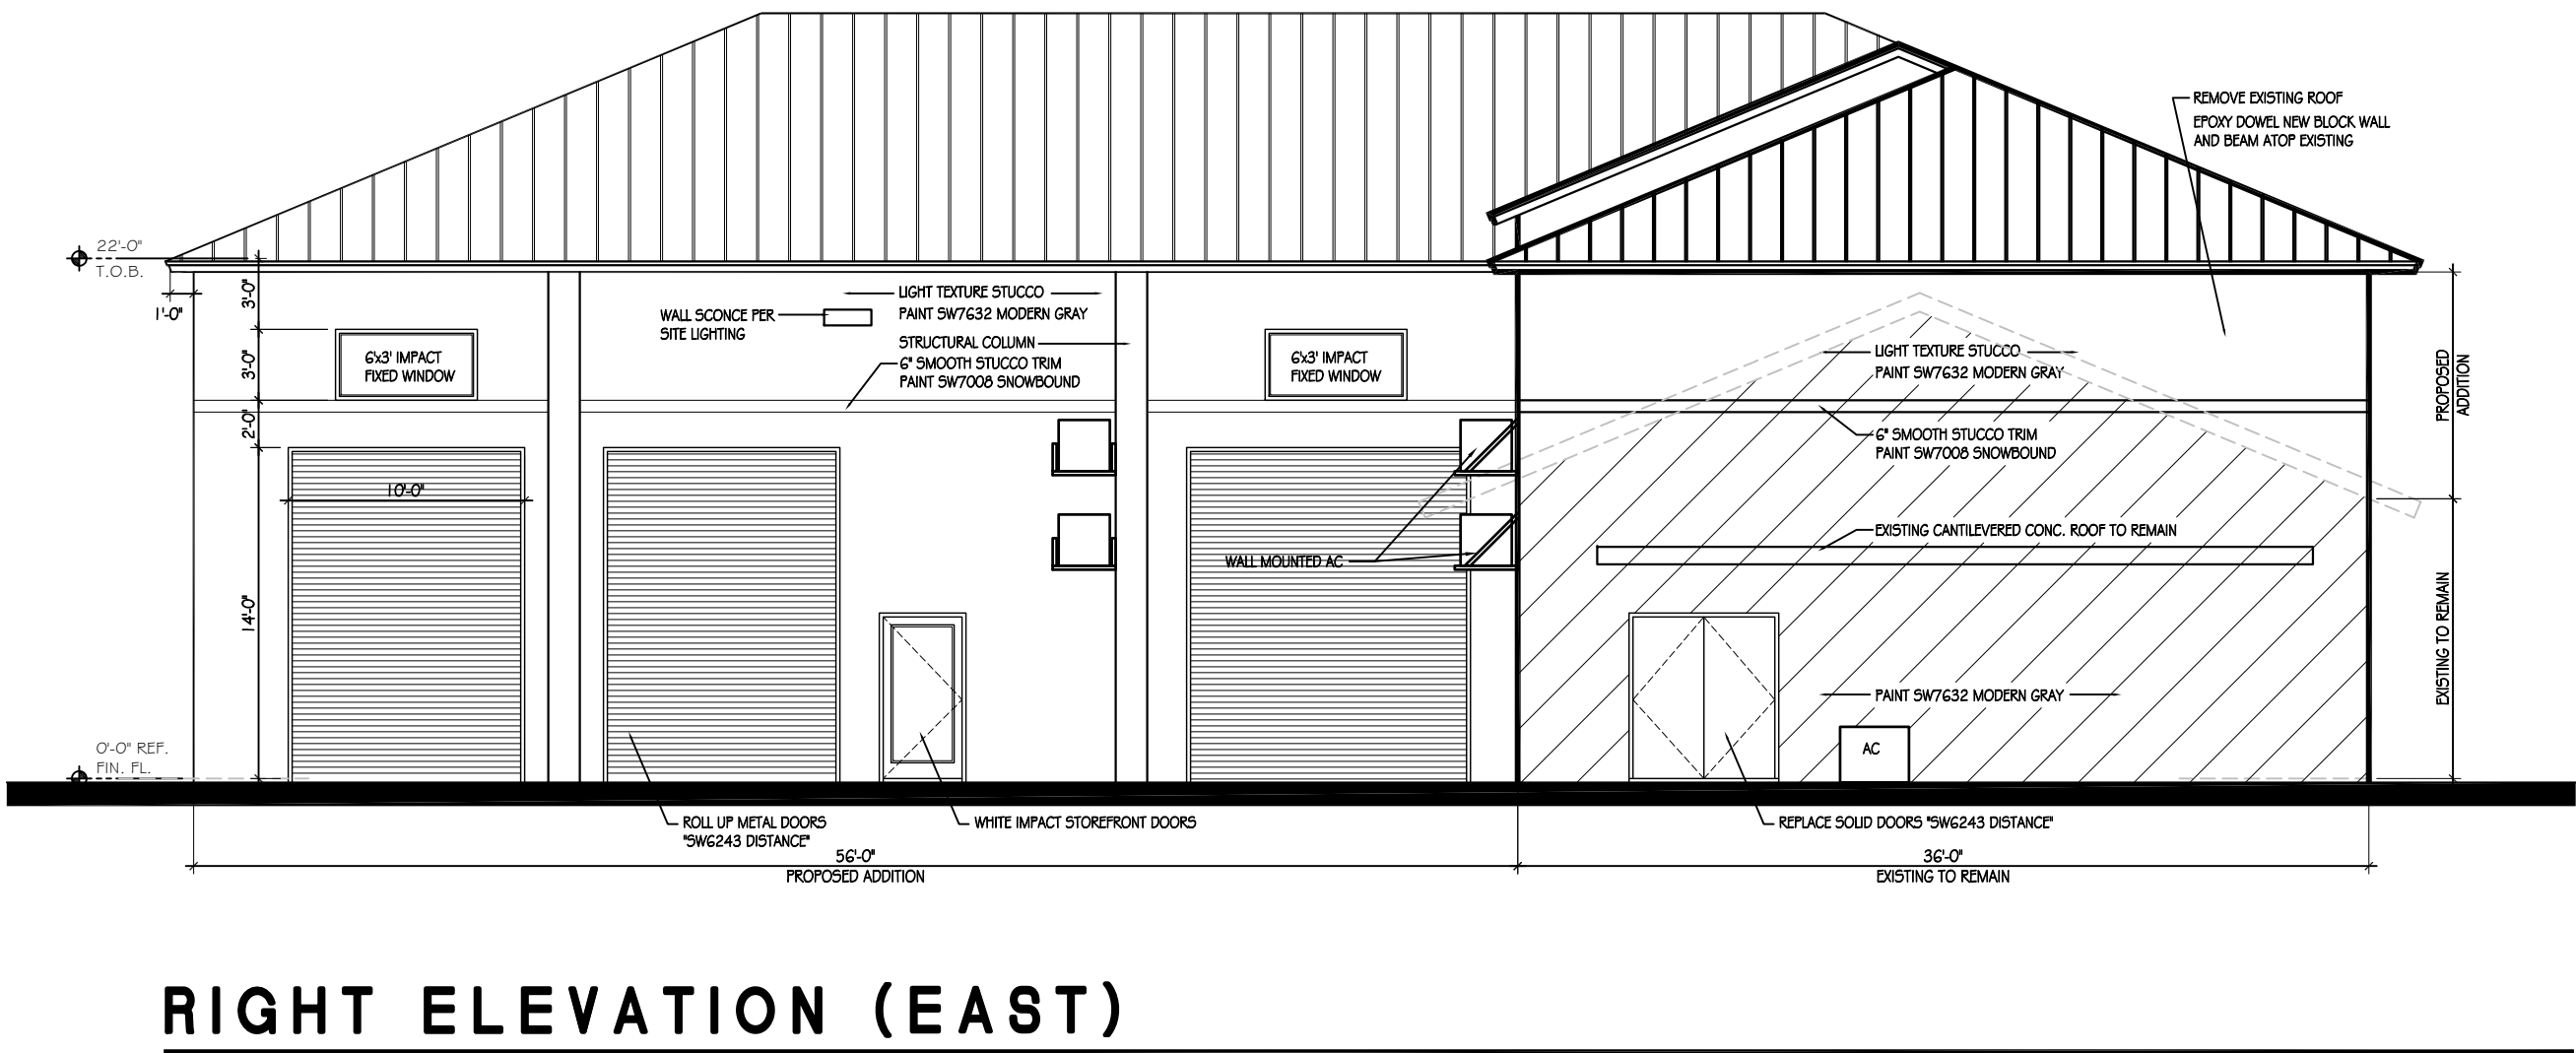 REMOVE EXISTING ROOF
EPOXY DOWEL NEW BLOCK WALL
AND BEAM ATOP EXISTING
22'-0"
T.O.B.
1'-0"
3'-0"
3'-0"
2'-0"
14'-0"
10'-0"
6'x3' IMPACT
FIXED WINDOW
WALL SCONCE PER
SITE LIGHTING
LIGHT TEXTURE STUCCO
PAINT SW7632 MODERN GRAY
STRUCTURAL COLUMN
6" SMOOTH STUCCO TRIM
PAINT SW7008 SNOWBOUND
6'x3' IMPACT
FIXED WINDOW
LIGHT TEXTURE STUCCO
PAINT SW7632 MODERN GRAY
6" SMOOTH STUCCO TRIM
PAINT SW7008 SNOWBOUND
PROPOSED
ADDITION
EXISTING CANTILEVERED CONC. ROOF TO REMAIN
WALL MOUNTED AC
EXISTING TO REMAIN
PAINT SW7632 MODERN GRAY
AC
0'-0" REF.
FIN. FL.
ROLL UP METAL DOORS
"SW6243 DISTANCE"
WHITE IMPACT STOREFRONT DOORS
REPLACE SOLID DOORS "SW6243 DISTANCE"
56'-0"
PROPOSED ADDITION
36'-0"
EXISTING TO REMAIN
RIGHT ELEVATION (EAST)